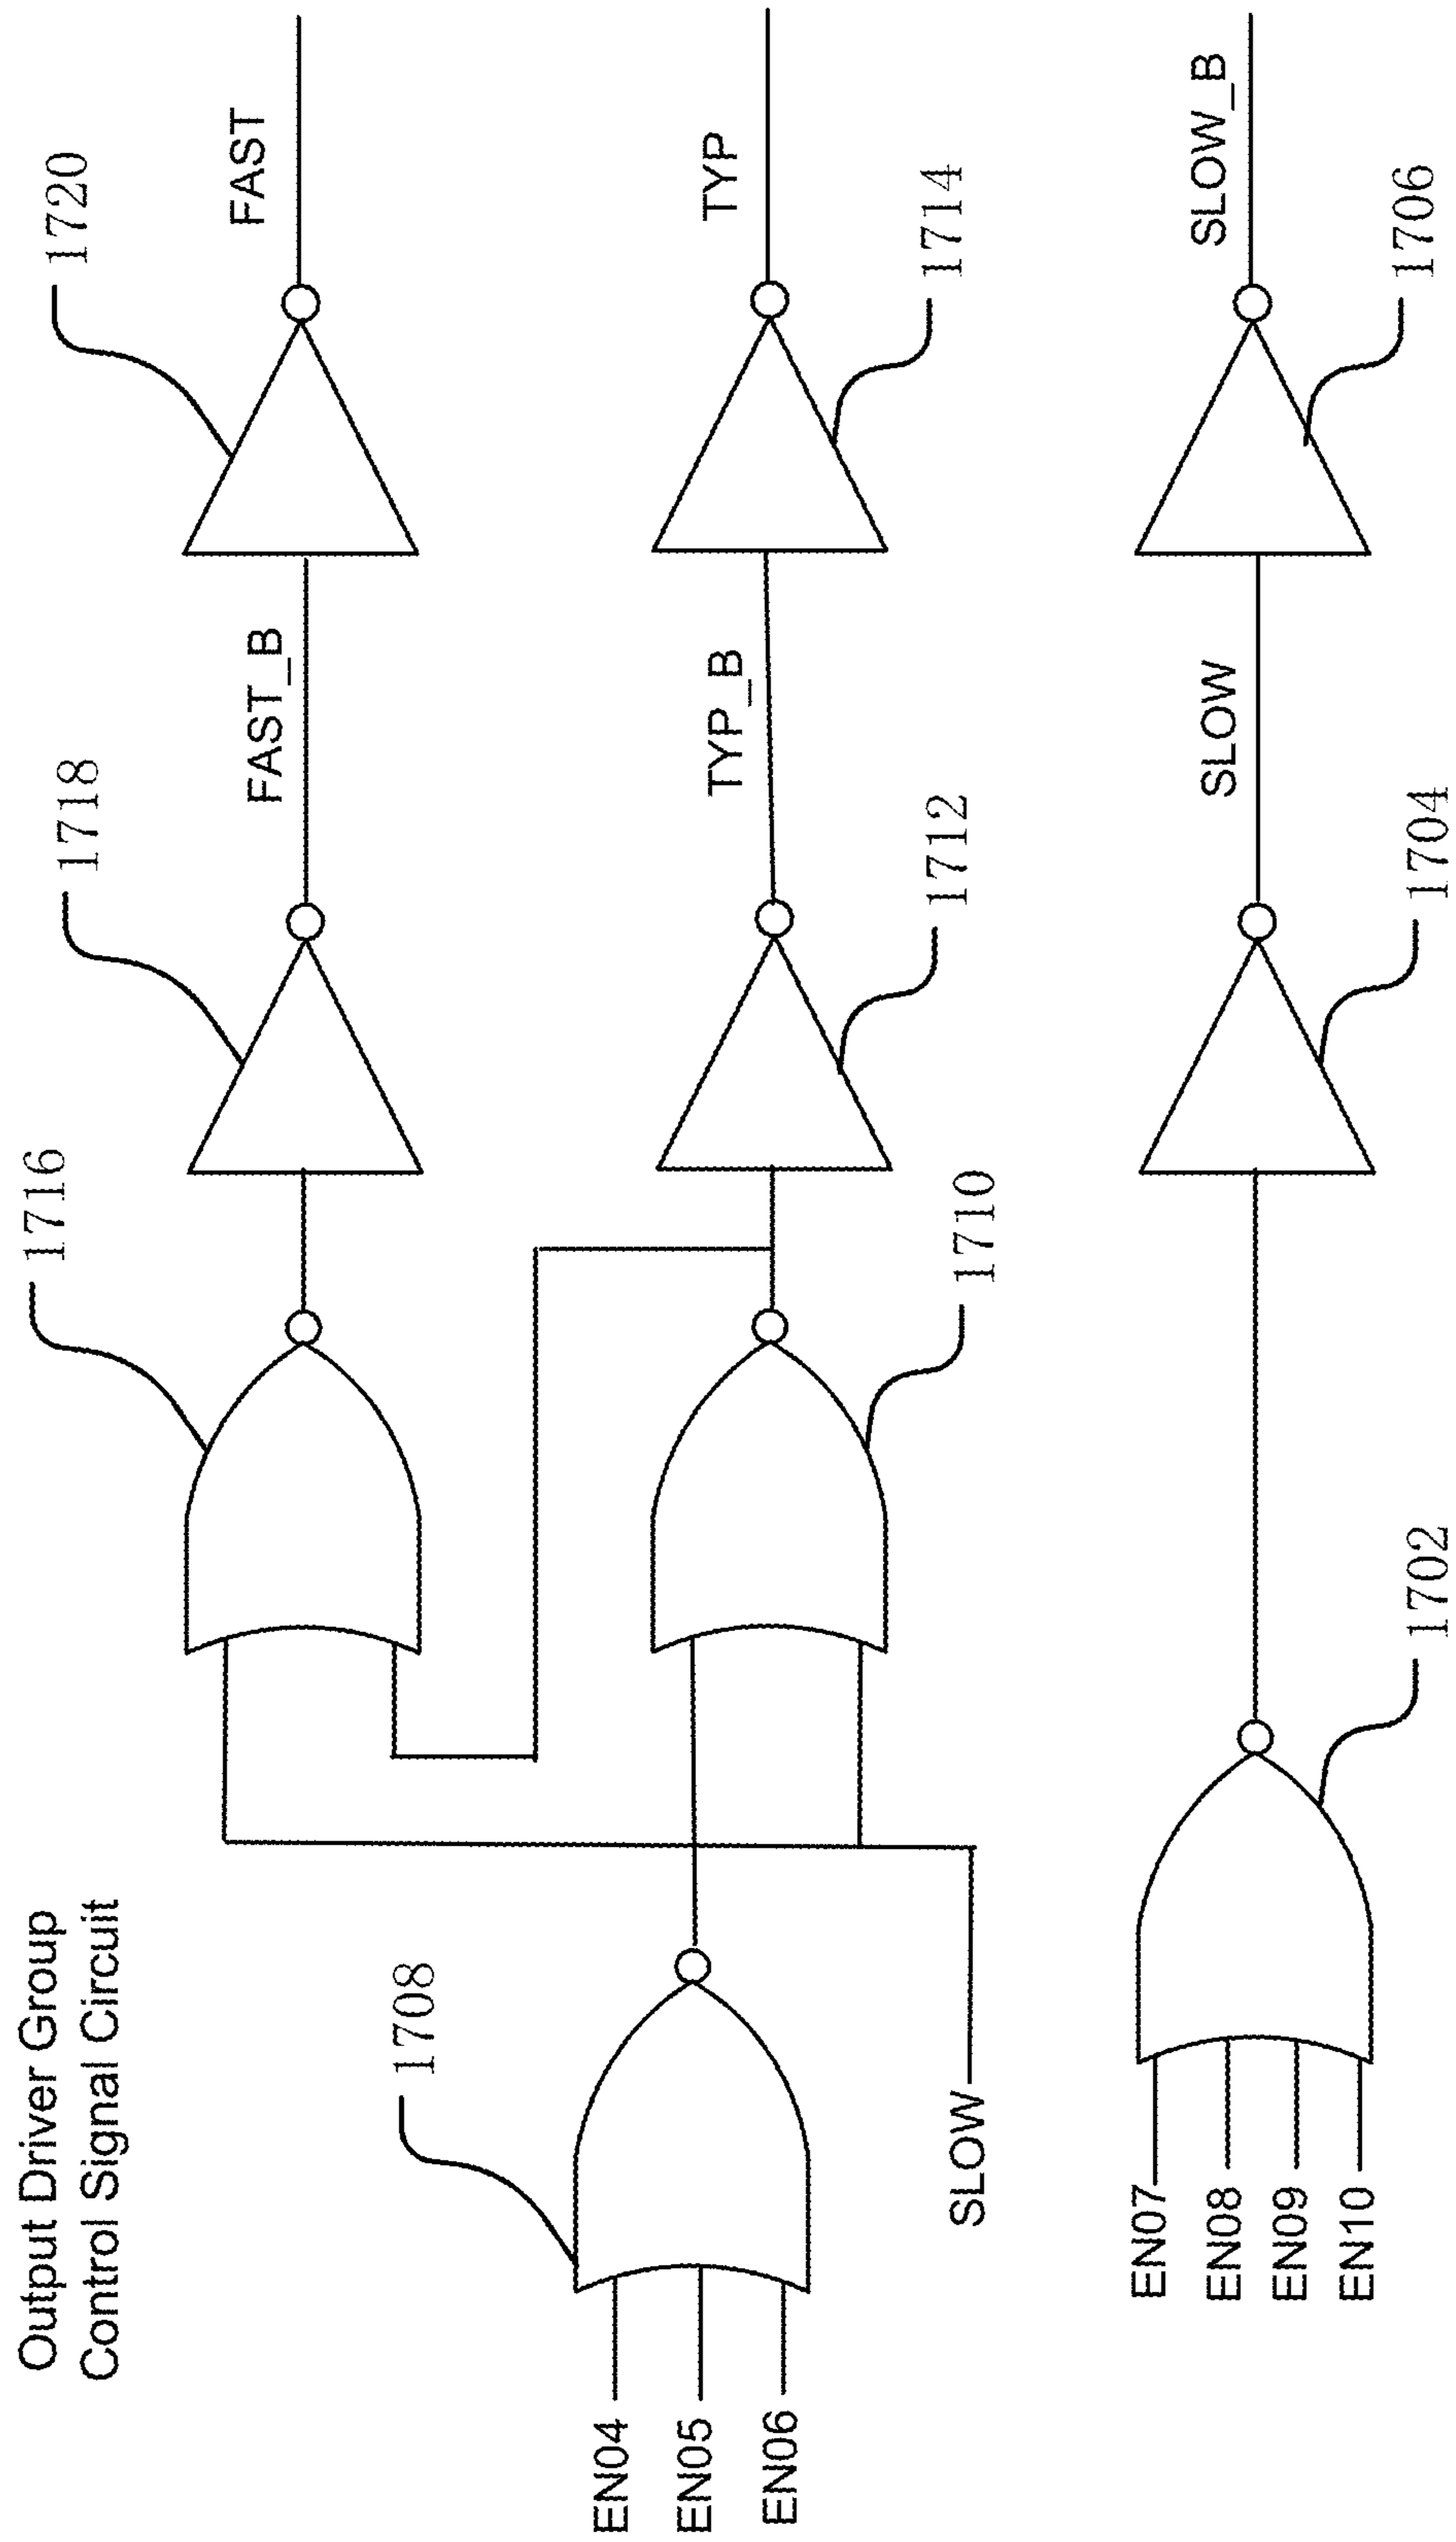 Output Driver Group
Control Signal Circuit
1716
1718
FAST_B
1720
FAST
1708
EN04
EN05
EN06
SLOW
1710
1712
TYP_B
1714
TYP
EN07
EN08
EN09
EN10
1702
1704
SLOW
1706
SLOW_B